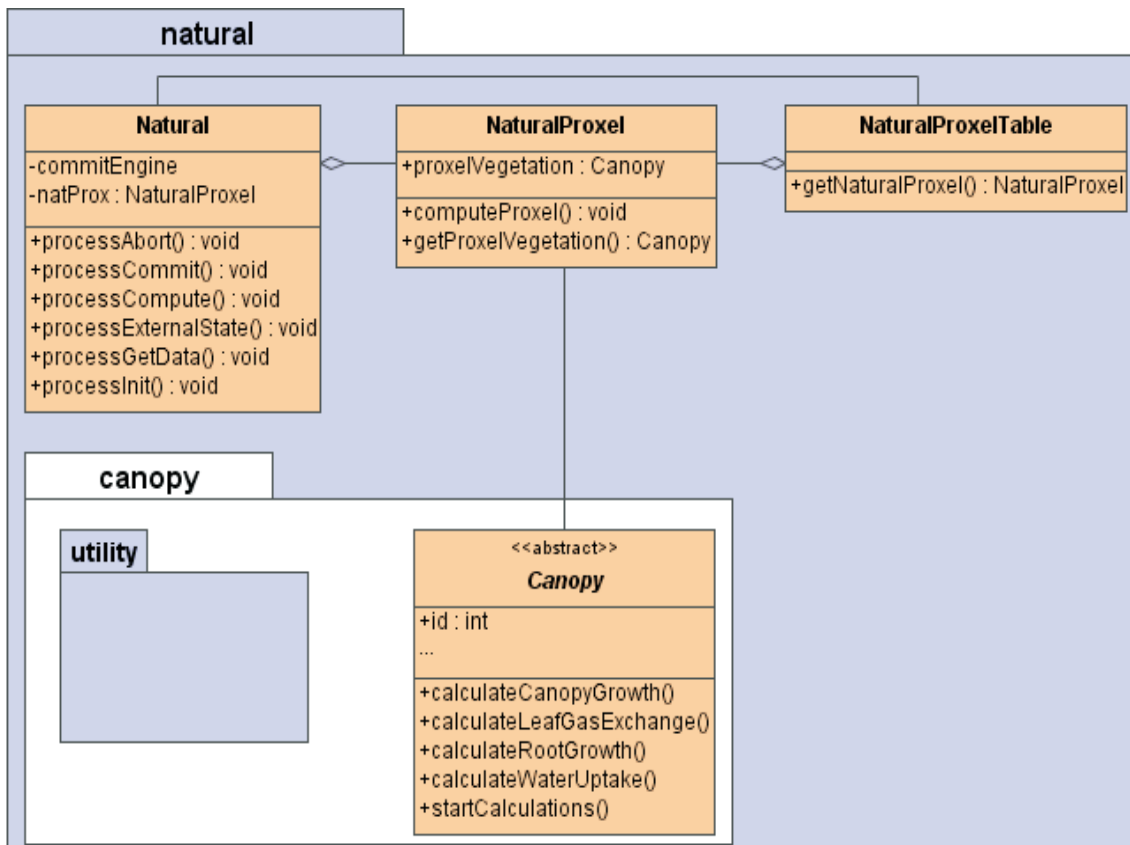 natural
Natural
-commitEngine
-natProx : NaturalProxel
+processAbort() : void
+processCommit() : void
+processCompute() : void
+processExternalState() : void
+processGetData() : void
+processInit() : void
NaturalProxel
+proxelVegetation : Canopy
+computeProxel() : void
+getProxelVegetation() : Canopy
NaturalProxelTable
+getNaturalProxel() : NaturalProxel
canopy
utility
<<abstract>>
Canopy
+id : int
...
+calculateCanopyGrowth()
+calculateLeafGasExchange()
+calculateRootGrowth()
+calculateWaterUptake()
+startCalculations()